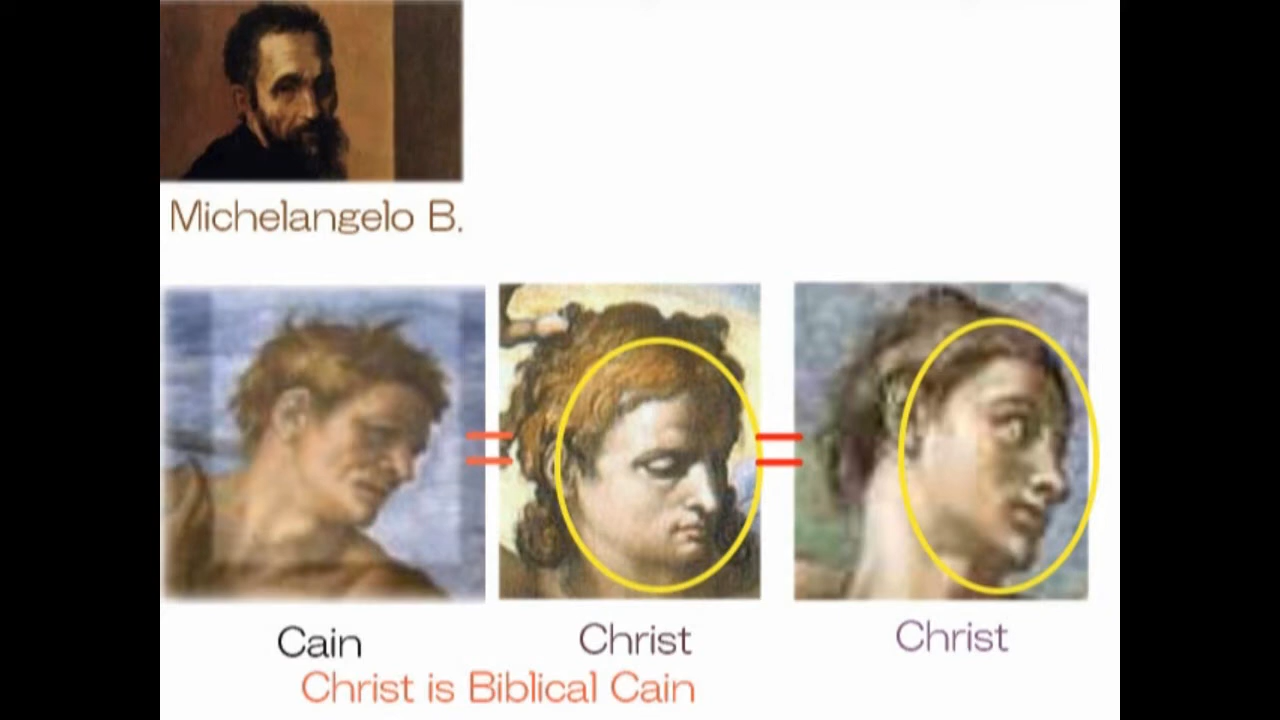 Michelangelo B.
Cain
Christ
Christ
Christ is Biblical Cain